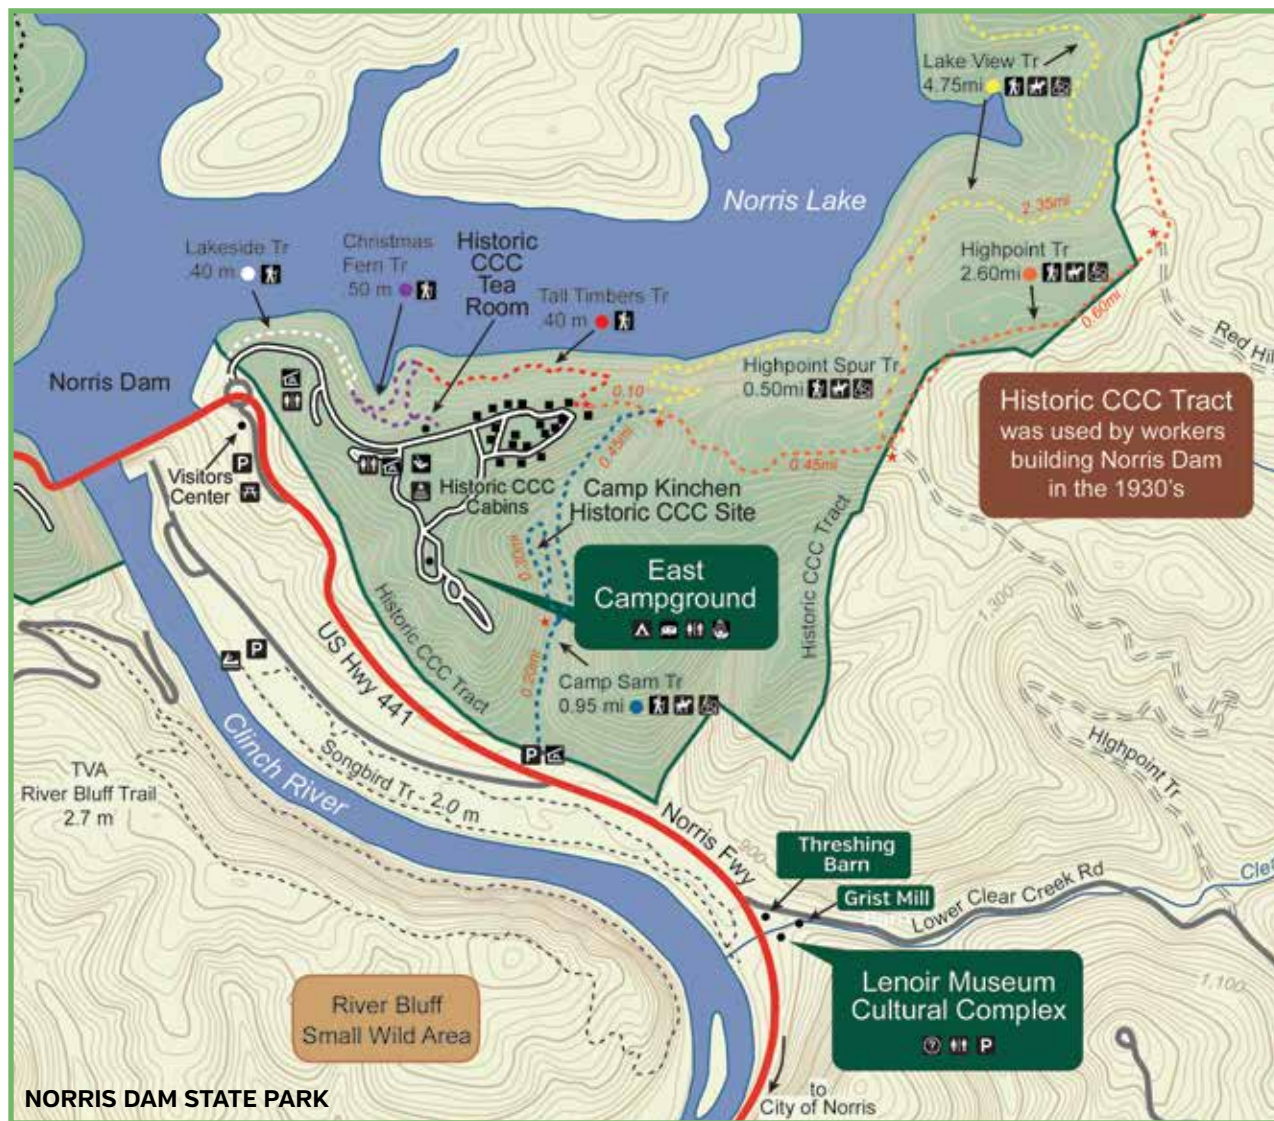 Lake View Tr
4.75mi
Norris Lake
2.35mi
Lakeside Tr
.40 m
Christmas
Fern Tr
.50 m
Historic
CCC
Tea
Room
Tall Timbers Tr
.40 m
Highpoint Tr
2.60mi
0.60mi
Red Hil
Norris Dam
Highpoint Spur Tr
0.50mi
0.10
0.45mi
0.45mi
Historic CCC Tract
was used by workers
building Norris Dam
in the 1930's
Visitors
Center
P
Historic CCC
Cabins
Camp Kinchen
Historic CCC Site
0.30mi
East
Campground
Historic CCC Tract
Historic CCC Tract
1,300
US Hwy 441
P
0.20mi
Camp Sam Tr
0.95 mi
P
Clinch River
Songbird Tr - 2.0 m
TVA
River Bluff Trail
2.7 m
HIghpoint Tr
Norris Fwy
900
Threshing
Barn
Grist Mill
Lower Clear Creek Rd
Cle
Lenoir Museum
Cultural Complex
? P
1,100
River Bluff
Small Wild Area
to
City of Norris
NORRIS DAM STATE PARK